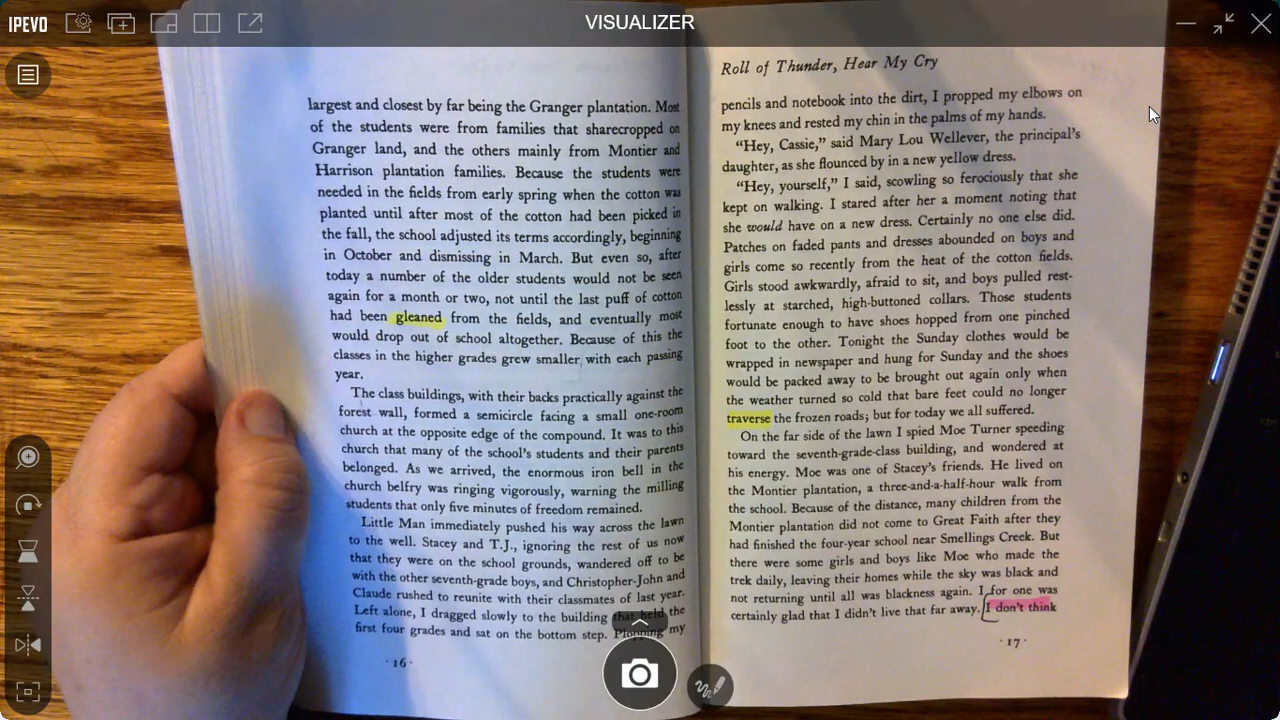 IPEVO
VISUALIZER
largest and closest by far being the Granger plantation. Most
of the students were from families that sharecropped on
Granger land, and the others mainly from Montier and
Harrison plantation families. Because the students were
needed in the fields from early spring when the cotton was
planted until after most of the cotton had been picked in
the fall, the school adjusted its terms accordingly, beginning
in October and dismissing in March. But even so, after
today a number of the older students would not be seen
again for a month or two, not until the last puff of cotton
had been gleaned from the fields, and eventually most
would drop out of school altogether. Because of this the
classes in the higher grades grew smaller with each passing
year.
The class buildings, with their backs practically against the
forest wall, formed a semicircle facing a small one-room
church at the opposite edge of the compound. It was to this
church that many of the school's students and their parents
belonged. As we arrived, the enormous iron bell in the
church belfry was ringing vigorously, warning the milling
students that only five minutes of freedom remained.
Little Man immediately pushed his way across the lawn
to the well. Stacey and T.J., ignoring the rest of us now
that they were on the school grounds, wandered off to be
with the other seventh-grade boys, and Christopher-John and
Claude rushed to reunite with their classmates of last year.
Left alone, I dragged slowly to the building that held the
first four grades and sat on the bottom step. Plopping my
· 16 ·
Roll of Thunder, Hear My Cry
pencils and notebook into the dirt, I propped my elbows on
my knees and rested my chin in the palms of my hands.
"Hey, Cassie," said Mary Lou Wellever, the principal's
daughter, as she flounced by in a new yellow dress.
"Hey, yourself," I said, scowling so ferociously that she
kept on walking. I stared after her a moment noting that
she would have on a new dress. Certainly no one else did.
Patches on faded pants and dresses abounded on boys and
girls come so recently from the heat of the cotton fields.
Girls stood awkwardly, afraid to sit, and boys pulled rest-
lessly at starched, high-buttoned collars. Those students
fortunate enough to have shoes hopped from one pinched
foot to the other. Tonight the Sunday clothes would be
wrapped in newspaper and hung for Sunday and the shoes
would be packed away to be brought out again only when
the weather turned so cold that bare feet could no longer
traverse the frozen roads; but for today we all suffered.
On the far side of the lawn I spied Moe Turner speeding
toward the seventh-grade-class building, and wondered at
his energy. Moe was one of Stacey's friends. He lived on
the Montier plantation, a three-and-a-half-hour walk from
the school. Because of the distance, many children from the
Montier plantation did not come to Great Faith after they
had finished the four-year school near Smellings Creek. But
there were some girls and boys like Moe who made the
trek daily, leaving their homes while the sky was black and
not returning until all was blackness again. I for one was
certainly glad that I didn't live that far away. I don't think
· 17 ·